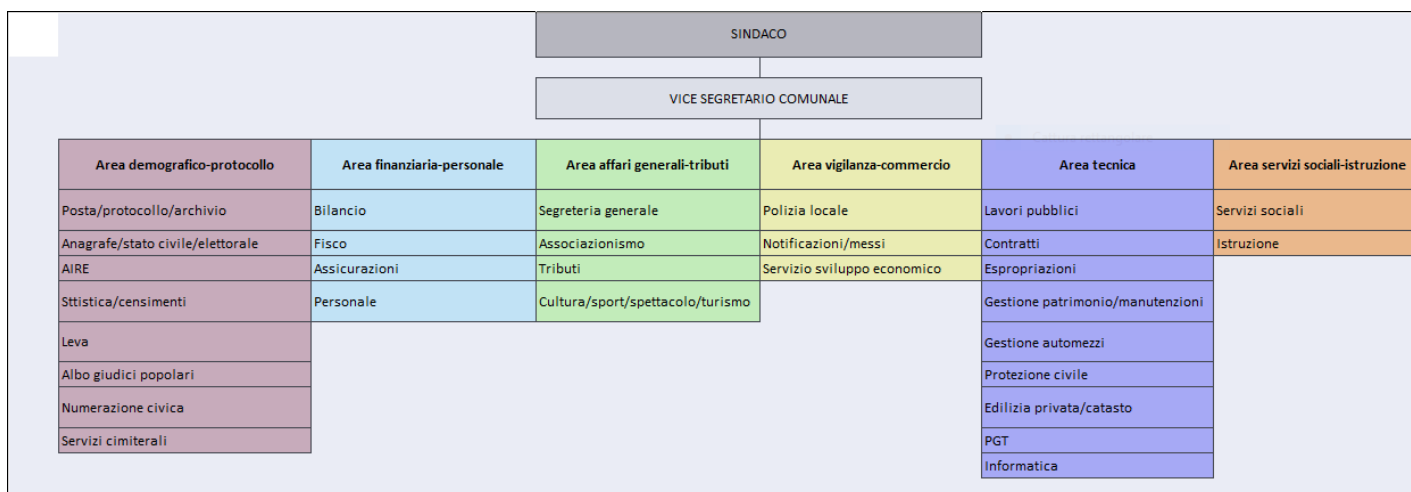 SINDACO
VICE SEGRETARIO COMUNALE
Area demografico-protocollo
Posta/protocollo/archivio
Anagrafe/stato civile/elettorale
AIRE
Sttistica/censimenti
Leva
Albo giudici popolari
Numerazione civica
Servizi cimiterali
Area finanziaria-personale
Bilancio
Fisco
Assicurazioni
Personale
Area affari generali-tributi
Segreteria generale
Associazionismo
Tributi
Cultura/sport/spettacolo/turismo
Area vigilanza-commercio
Polizia locale
Notificazioni/messi
Servizio sviluppo economico
Area tecnica
Lavori pubblici
Contratti
Espropriazioni
Gestione patrimonio/manutenzioni
Gestione automezzi
Protezione civile
Edilizia privata/catasto
PGT
Informatica
Area servizi sociali-istruzione
Servizi sociali
Istruzione